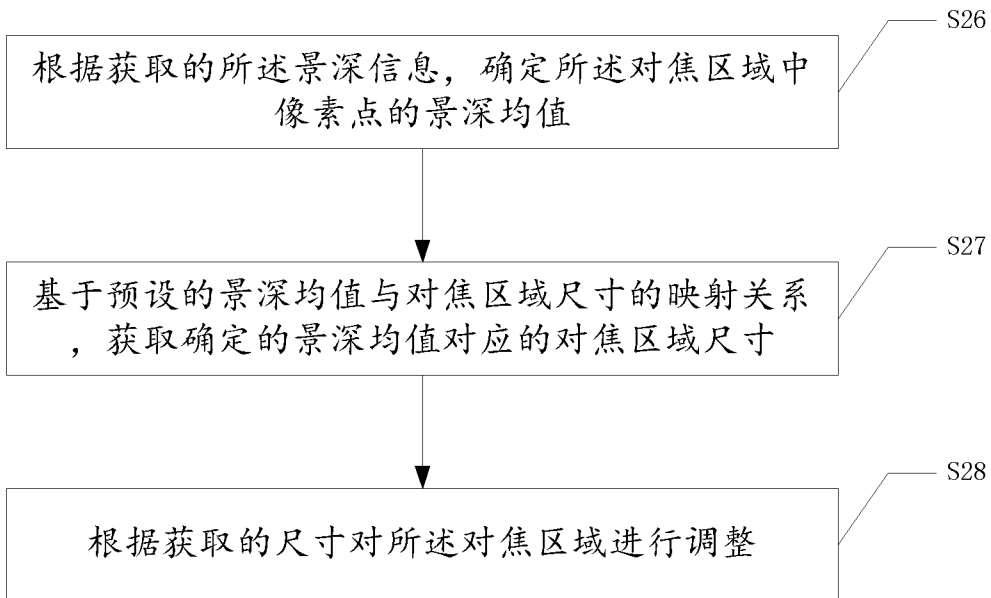 S26
根据获取的所述景深信息，确定所述对焦区域中
像素点的景深均值
S27
基于预设的景深均值与对焦区域尺寸的映射关系
，获取确定的景深均值对应的对焦区域尺寸
S28
根据获取的尺寸对所述对焦区域进行调整